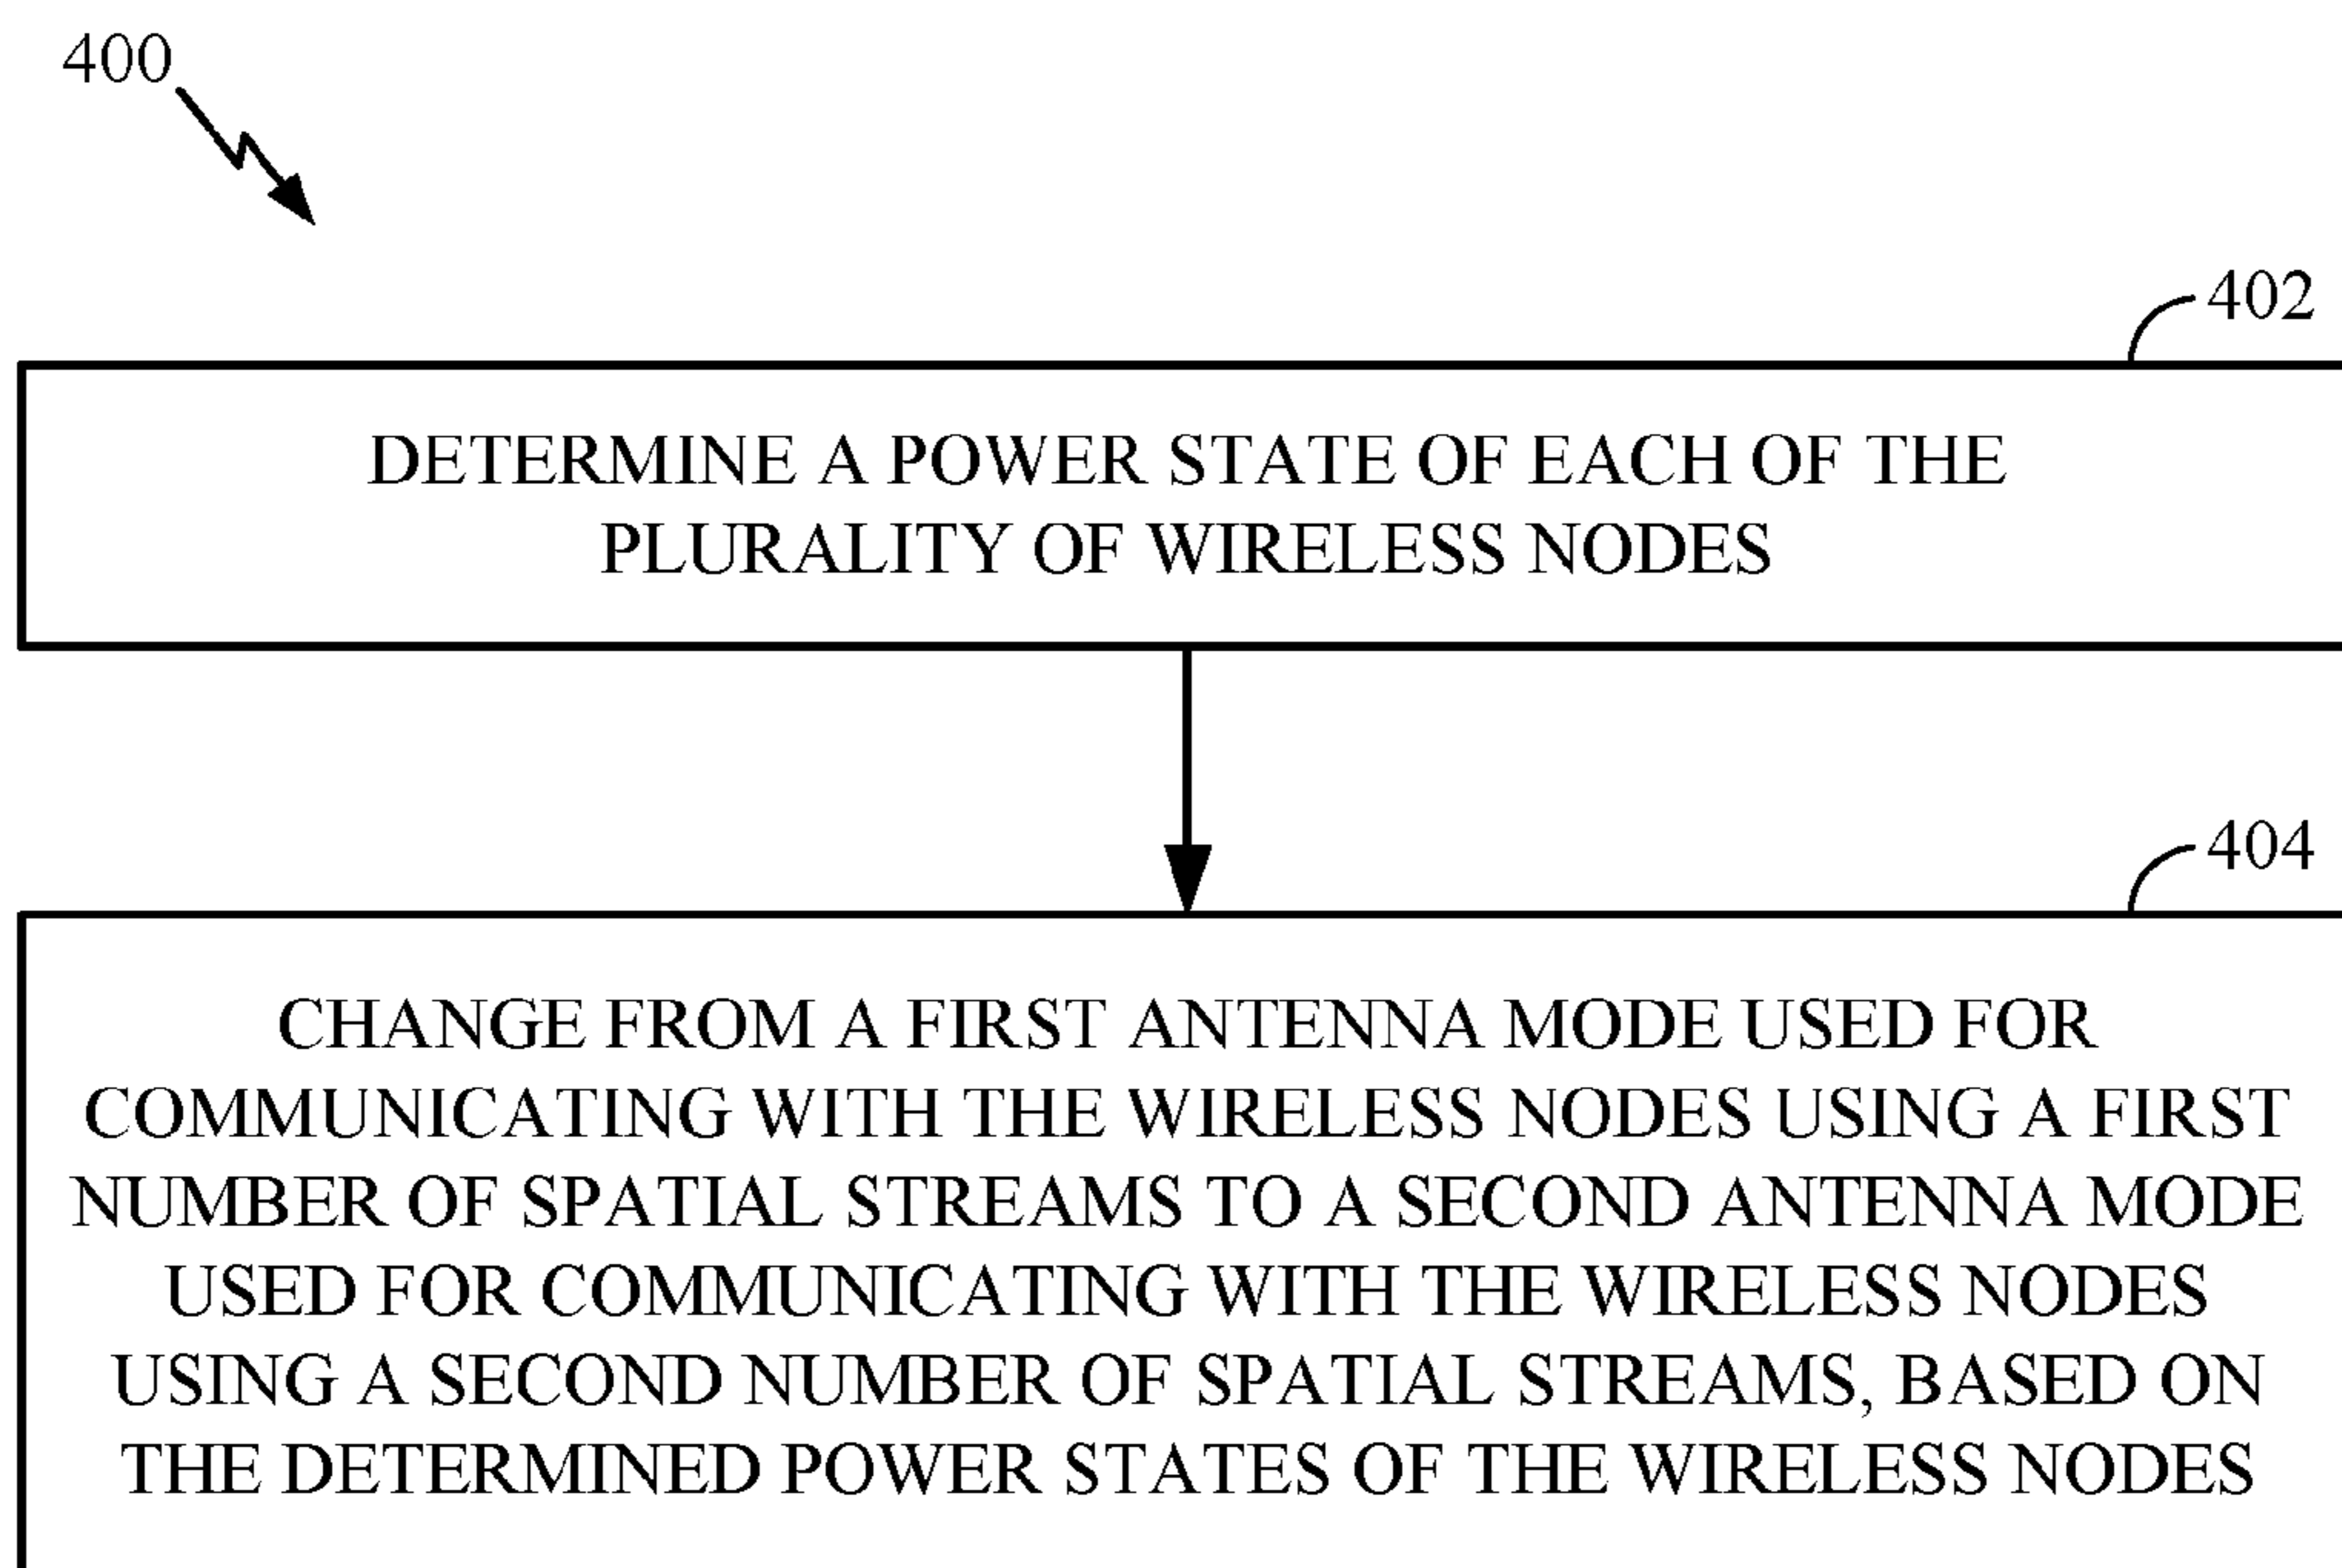 400
402
DETERMINE A POWER STATE OF EACH OF THE
PLURALITY OF WIRELESS NODES
404
CHANGE FROM A FIRST ANTENNA MODE USED FOR
COMMUNICATING WITH THE WIRELESS NODES USING A FIRST
NUMBER OF SPATIAL STREAMS TO A SECOND ANTENNA MODE
USED FOR COMMUNICATING WITH THE WIRELESS NODES
USING A SECOND NUMBER OF SPATIAL STREAMS, BASED ON
THE DETERMINED POWER STATES OF THE WIRELESS NODES